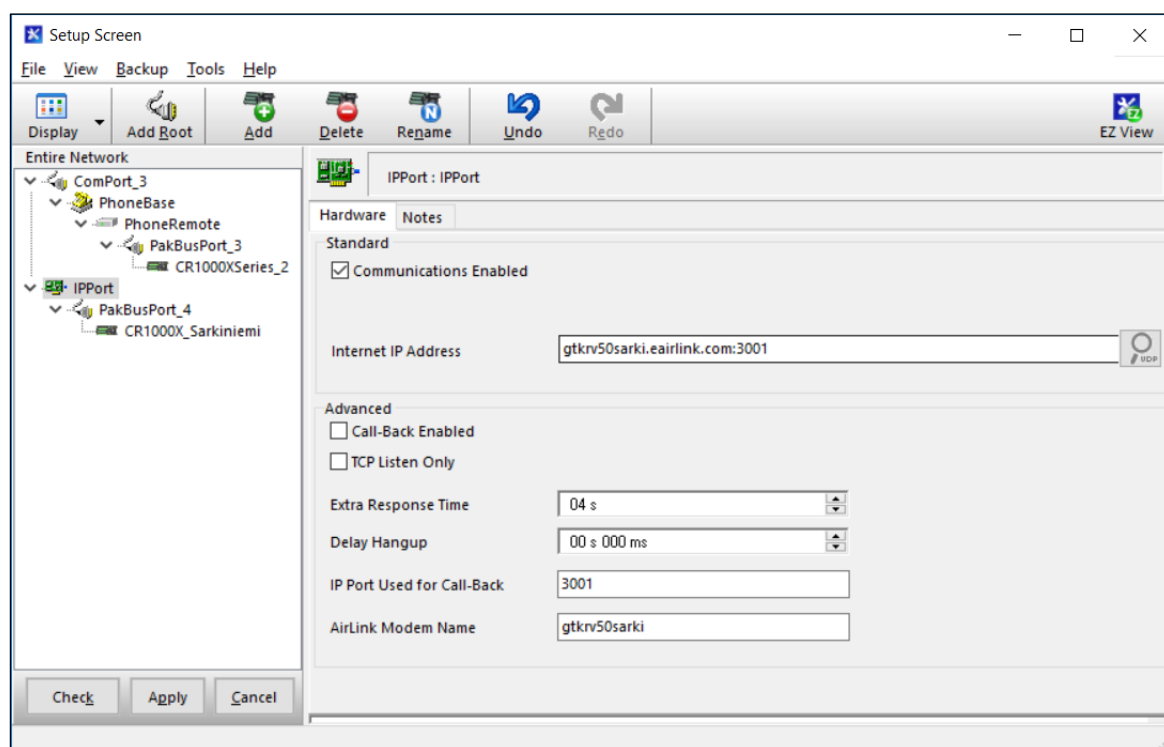 Setup Screen
File View Backup Tools Help
Display Add Root Add Delete Rename Undo Redo EZ View
Entire Network
ComPort_3
PhoneBase
PhoneRemote
PakBusPort_3
CR1000XSeries_2
IPPort
PakBusPort_4
CR1000X_Sarkiniemi
Check Apply Cancel
IPPort : IPPort
Hardware Notes
Standard
Communications Enabled
Internet IP Address gtkrv50sarki.eairlink.com:3001 UDP
Advanced
Call-Back Enabled
TCP Listen Only
Extra Response Time 04 s
Delay Hangup 00 s 000 ms
IP Port Used for Call-Back 3001
AirLink Modem Name gtkrv50sarki